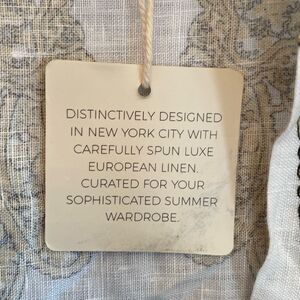 DISTINCTIVELY DESIGNED
IN NEW YORK CITY WITH
CAREFULLY SPUN LUXE
EUROPEAN LINEN.
CURATED FOR YOUR
SOPHISTICATED SUMMER
WARDROBE.